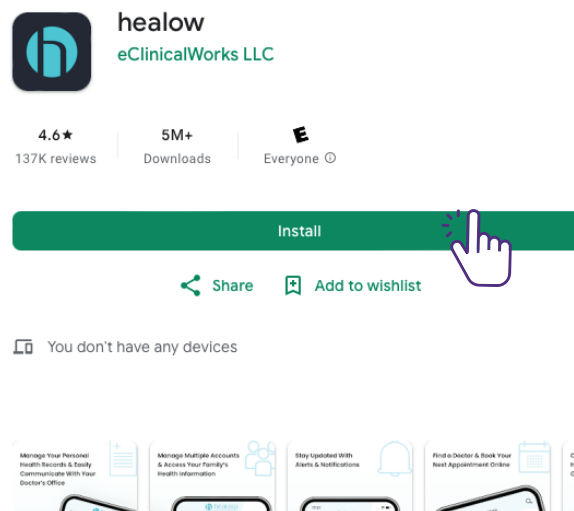 healow
eClinicalWorks LLC
4.6★
137K reviews
5M+
Downloads
E
Everyone
Install
Share
Add to wishlist
You don't have any devices
Manage Your Personal
Health Records & Easily
Communicate With Your
Doctor's Office
Manage Multiple Accounts
& Access Your Family's
Health Information
healow
Stay Updated With
Alerts & Notifications
Find a Doctor & Book Your
Next Appointment Online